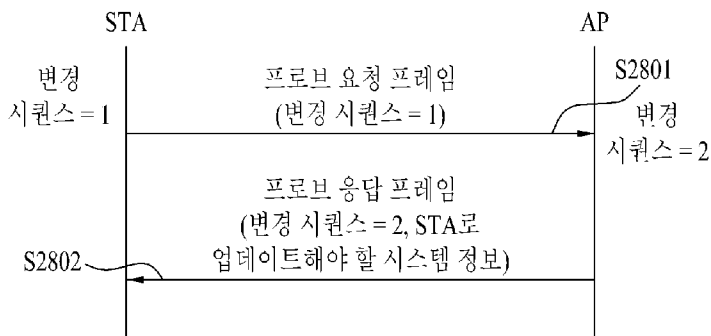 STA
AP
변경
시퀀스 = 1
프로브 요청 프레임
(변경 시퀀스 = 1)
S2801
변경
시퀀스 = 2
프로브 응답 프레임
(변경 시퀀스 = 2, STA로
업데이트해야 할 시스템 정보)
S2802